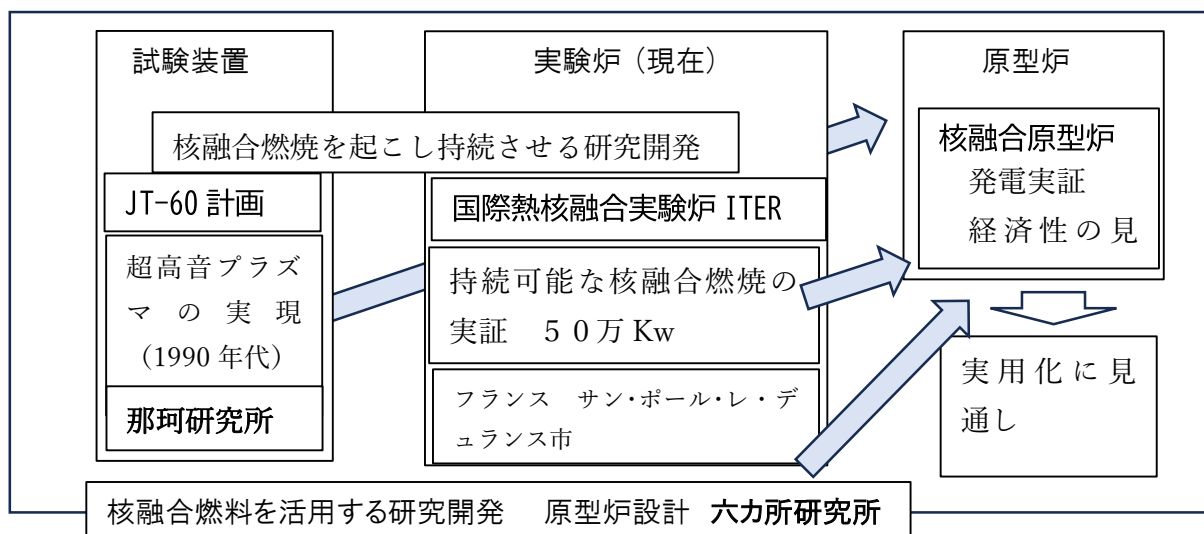 試験装置
実験炉（現在）
原型炉
核融合燃焼を起こし持続させる研究開発
JT-60 計画
超高音プラズ
マの実現
（1990 年代）
那珂研究所
国際熱核融合実験炉 ITER
持続可能な核融合燃焼の
実証　５０万 Kw
フランス　サン・ポール・レ・デ
ュランス市
核融合原型炉
発電実証
経済性の見
実用化に見
通し
核融合燃料を活用する研究開発　原型炉設計　六カ所研究所